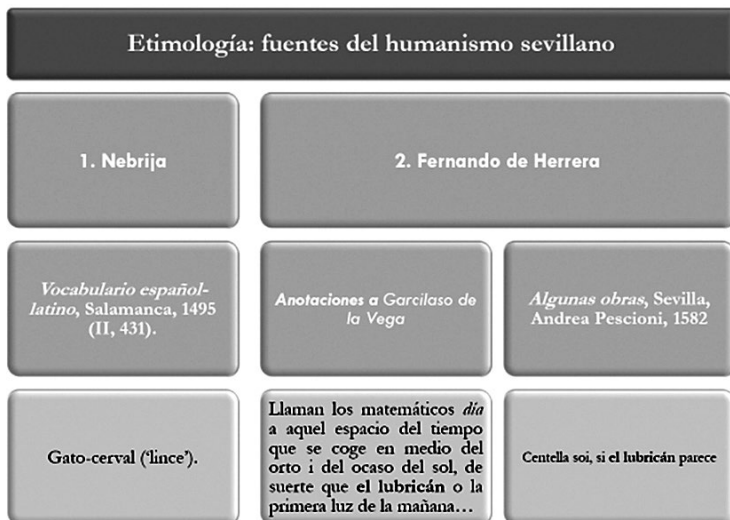 Etimología: fuentes del humanismo sevillano
1. Nebrija
2. Fernando de Herrera
Vocabulario español-
latino, Salamanca, 1495
(II, 431).
Anotaciones a Garcilaso de
la Vega
Algunas obras, Sevilla,
Andrea Pescioni, 1582
Gato-cerval (‘lince’).
Llaman los matemáticos día
a aquel espacio del tiempo
que se coge en medio del
orto i del ocaso del sol, de
suerte que el lubricán o la
primera luz de la mañana…
Centella soi, si el lubricán parece